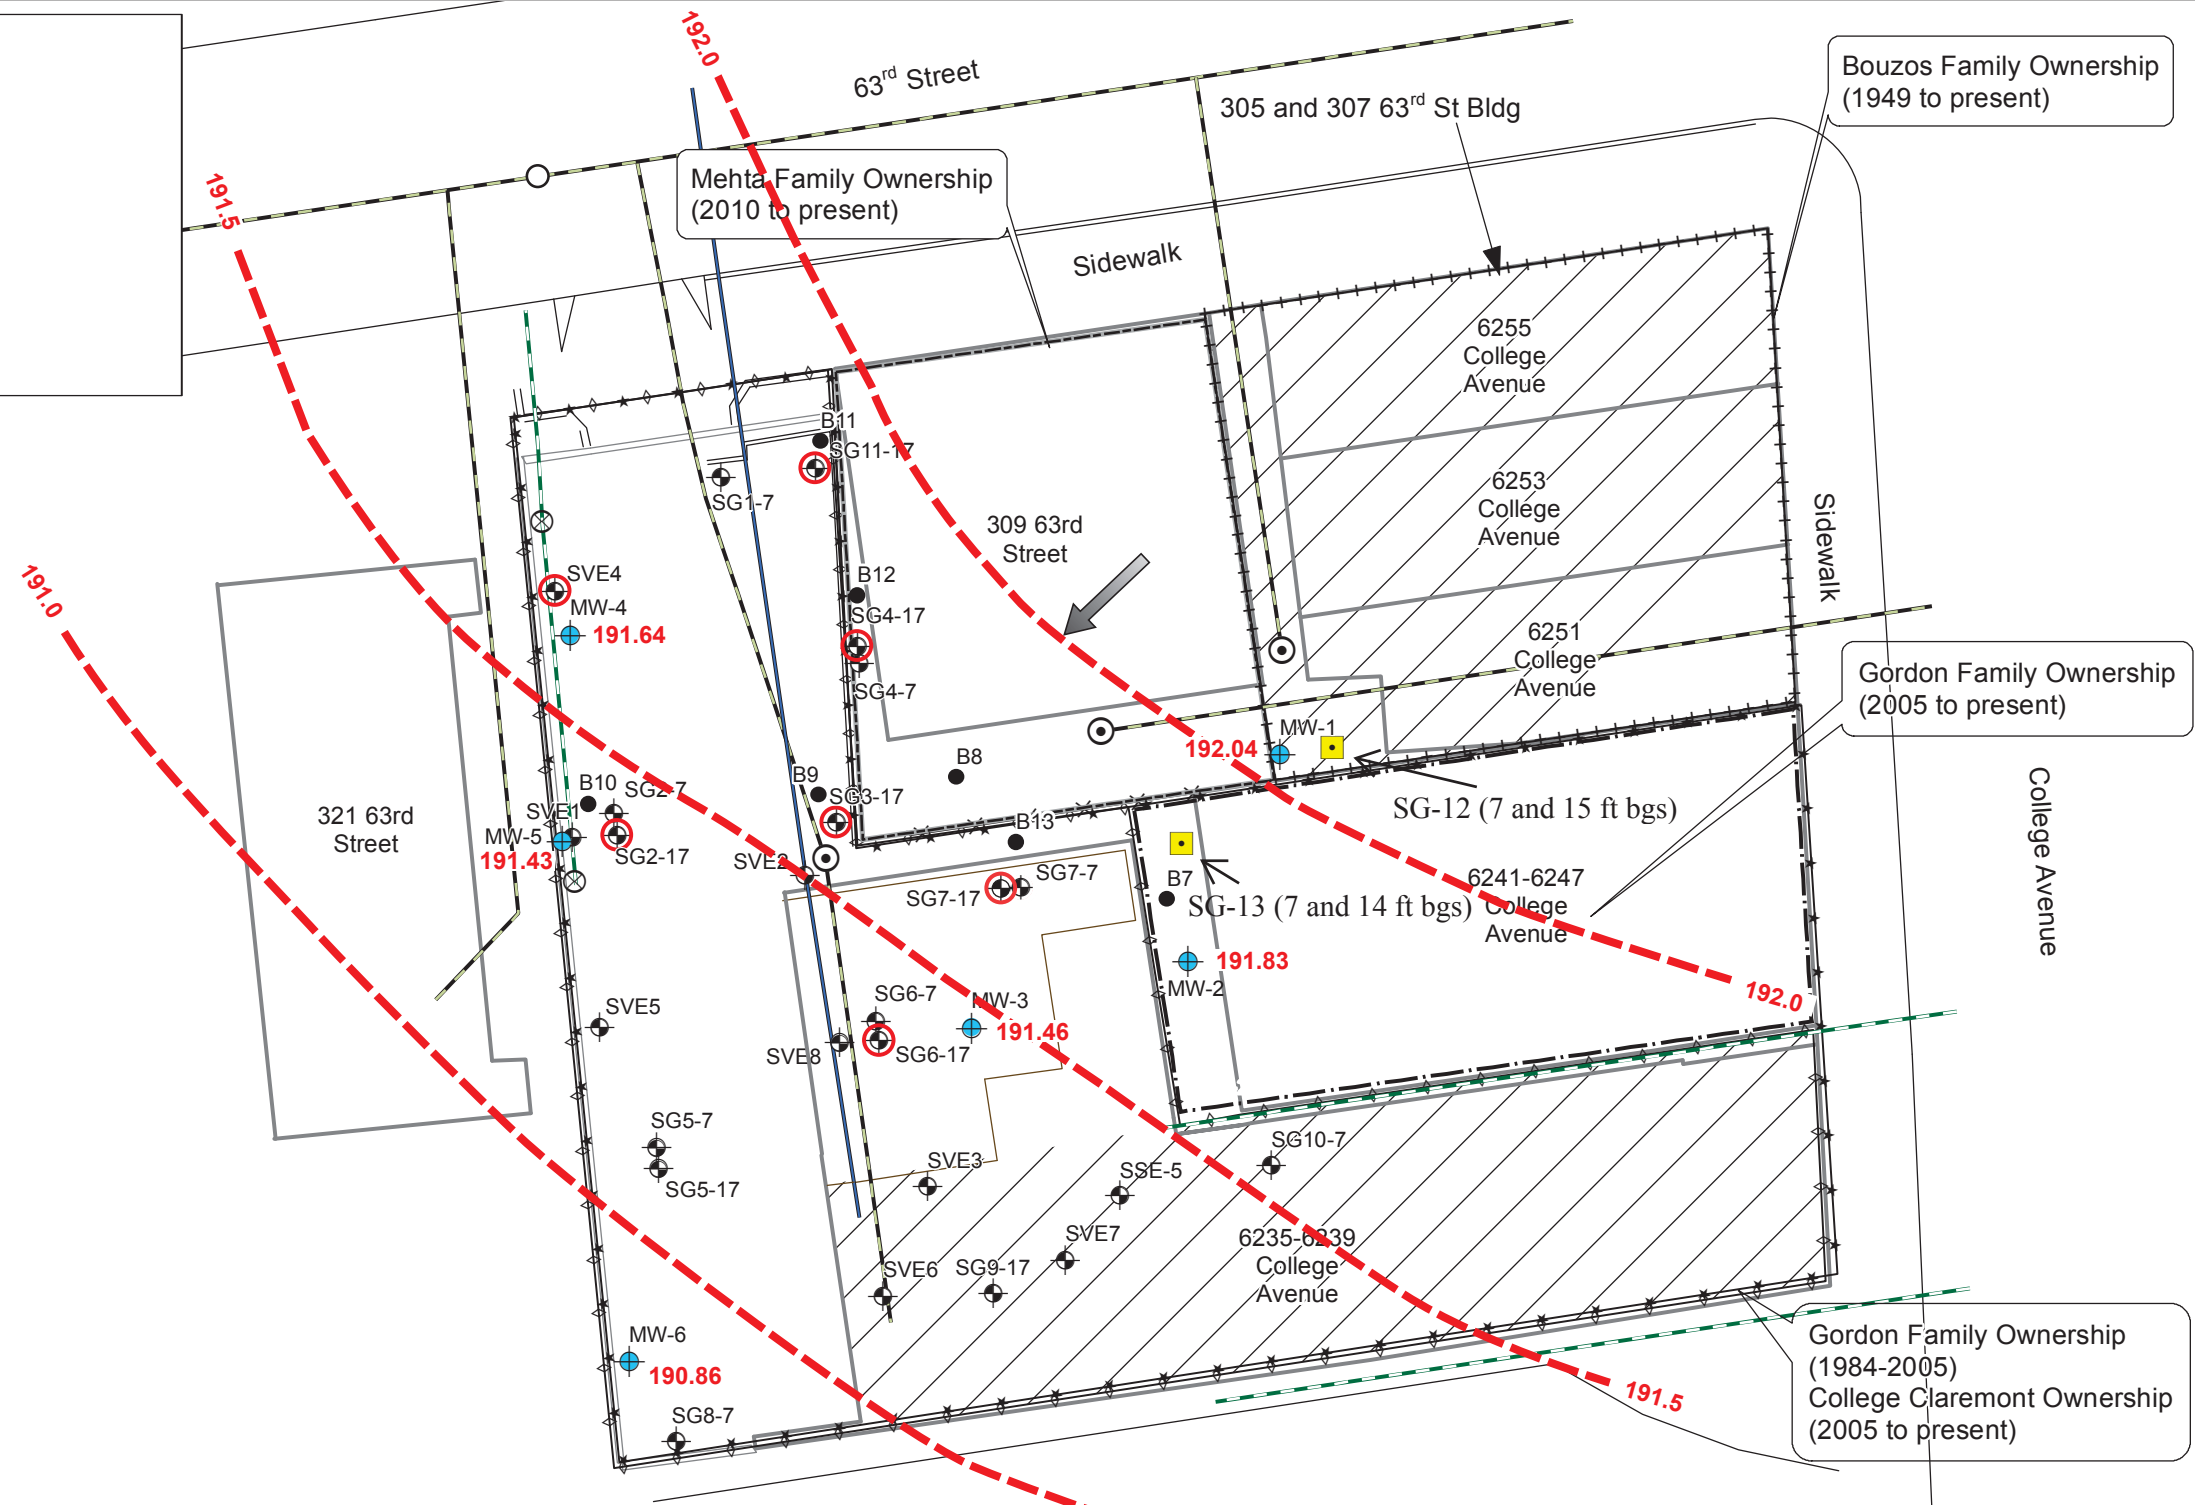 192.0
63rd Street
305 and 307 63rd St Bldg
Bouzos Family Ownership
(1949 to present)
191.5
Mehta Family Ownership
(2010 to present)
Sidewalk
6255
College
Avenue
B11
SG11-17
SG1-7
6253
College
Avenue
Sidewalk
309 63rd
Street
191.0
SVE4
MW-4
191.64
B12
SG4-17
SG4-7
6251
College
Avenue
Gordon Family Ownership
(2005 to present)
MW-1
192.04
SG-12 (7 and 15 ft bgs)
B8
B9
SG3-17
B10
SG2-7
SVE1
MW-5
191.43
SG2-17
321 63rd
Street
B13
SVE2
SG7-7
SG7-17
B7
SG-13 (7 and 14 ft bgs)
6241-6247
College
Avenue
College Avenue
191.83
MW-2
192.0
SG6-7
MW-3
191.46
SVE5
SVE8
SG6-17
SG5-7
SG5-17
SVE3
SSE-5
SG10-7
SVE7
6235-6239
College
Avenue
SVE6
SG9-17
MW-6
190.86
SG8-7
191.5
Gordon Family Ownership
(1984-2005)
College Claremont Ownership
(2005 to present)